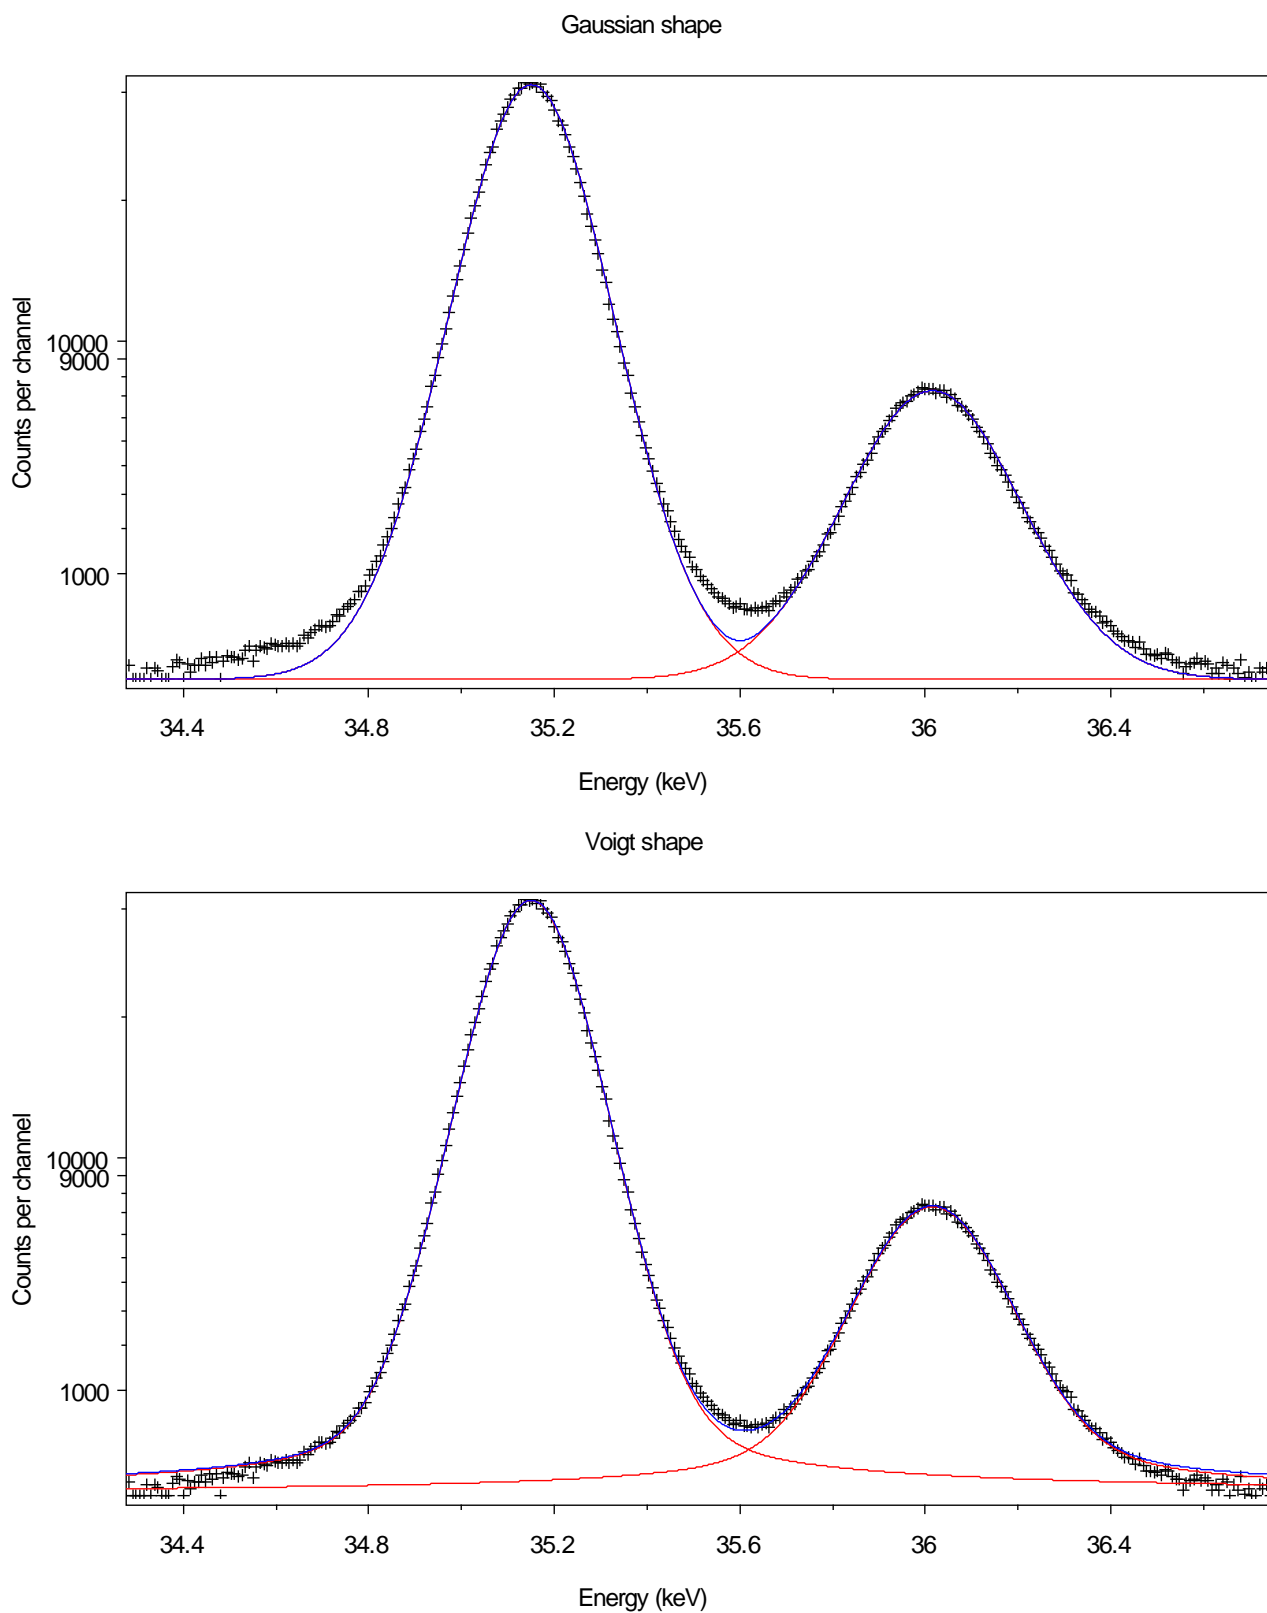 Gaussian shape
Counts per channel
10000
9000
1000
34.4 34.8 35.2 35.6 36 36.4
Energy (keV)
Voigt shape
Counts per channel
10000
9000
1000
34.4 34.8 35.2 35.6 36 36.4
Energy (keV)